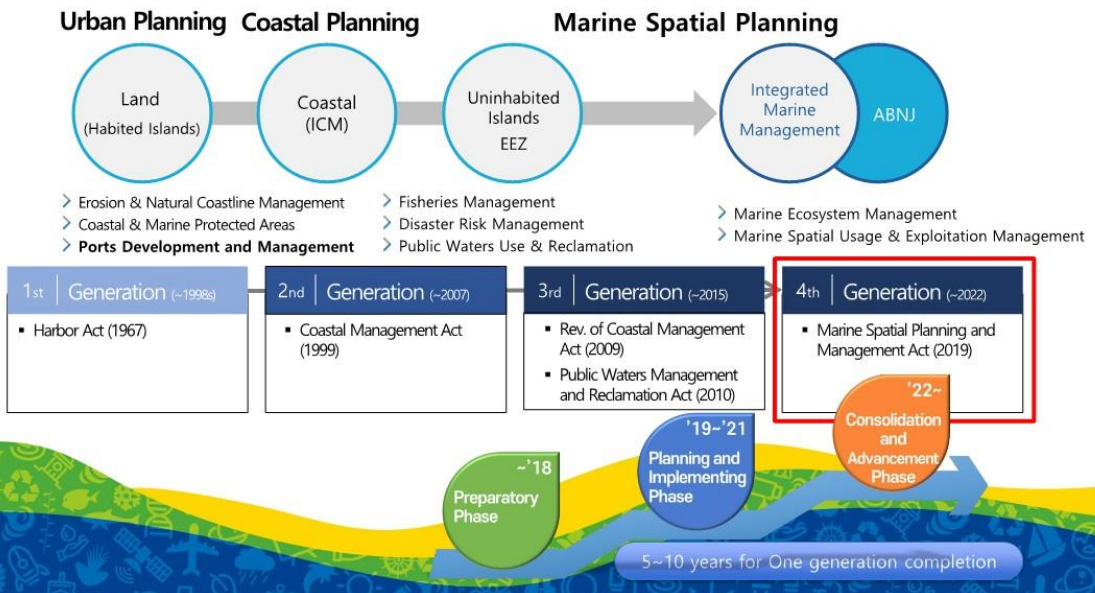 Urban Planning
Coastal Planning
Marine Spatial Planning
Land
(Habited Islands)
Coastal
(ICM)
Uninhabited
Islands
EEZ
Integrated
Marine
Management
ABNJ
Erosion & Natural Coastline Management
Coastal & Marine Protected Areas
Ports Development and Management
Fisheries Management
Disaster Risk Management
Public Waters Use & Reclamation
Marine Ecosystem Management
Marine Spatial Usage & Exploitation Management
1st | Generation (~1998s)
▪ Harbor Act (1967)
2nd | Generation (~2007)
▪ Coastal Management Act
(1999)
3rd | Generation (~2015)
▪ Rev. of Coastal Management
Act (2009)
▪ Public Waters Management
and Reclamation Act (2010)
4th | Generation (~2022)
▪ Marine Spatial Planning and
Management Act (2019)
~'18
Preparatory
Phase
'19~'21
Planning and
Implementing
Phase
'22~
Consolidation
and
Advancement
Phase
5~10 years for One generation completion